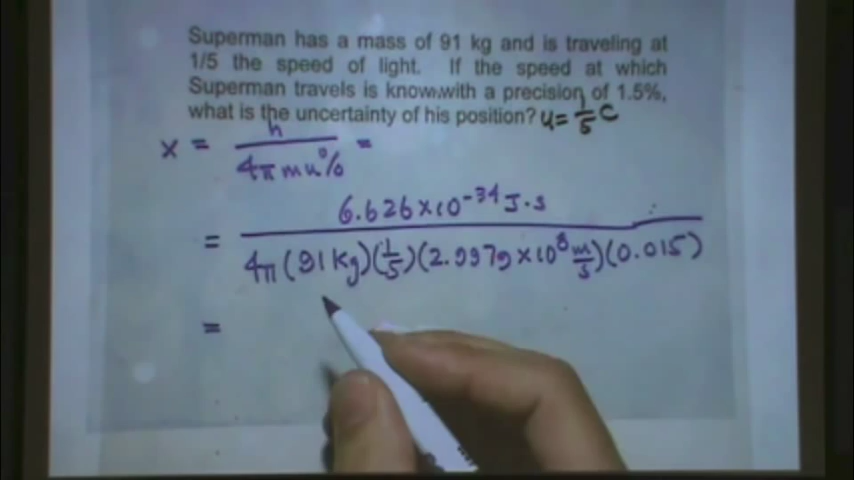 Superman has a mass of 91 kg and is traveling at
1/5 the speed of light. If the speed at which
Superman travels is know with a precision of 1.5%,
what is the uncertainty of his position? u = 1/5 c
x = h / 4π m u % =
= 6.626 × 10⁻³⁴ J·s / 4π (91 kg) (1/5) (2.9979 × 10⁸ m/s) (0.015)
=